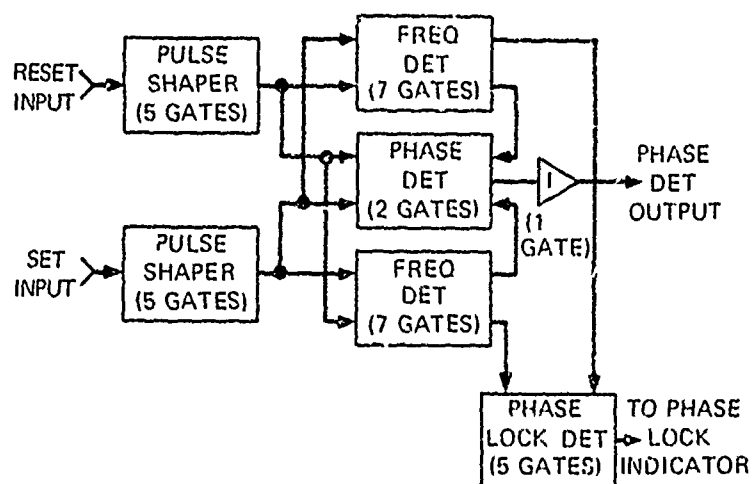 RESET
INPUT
PULSE
SHAPER
(5 GATES)
FREQ
DET
(7 GATES)
PHASE
DET
(2 GATES)
I
(1
GATE)
PHASE
DET
OUTPUT
SET
INPUT
PULSE
SHAPER
(5 GATES)
FREQ
DET
(7 GATES)
PHASE
LOCK DET
(5 GATES)
TO PHASE
LOCK
INDICATOR